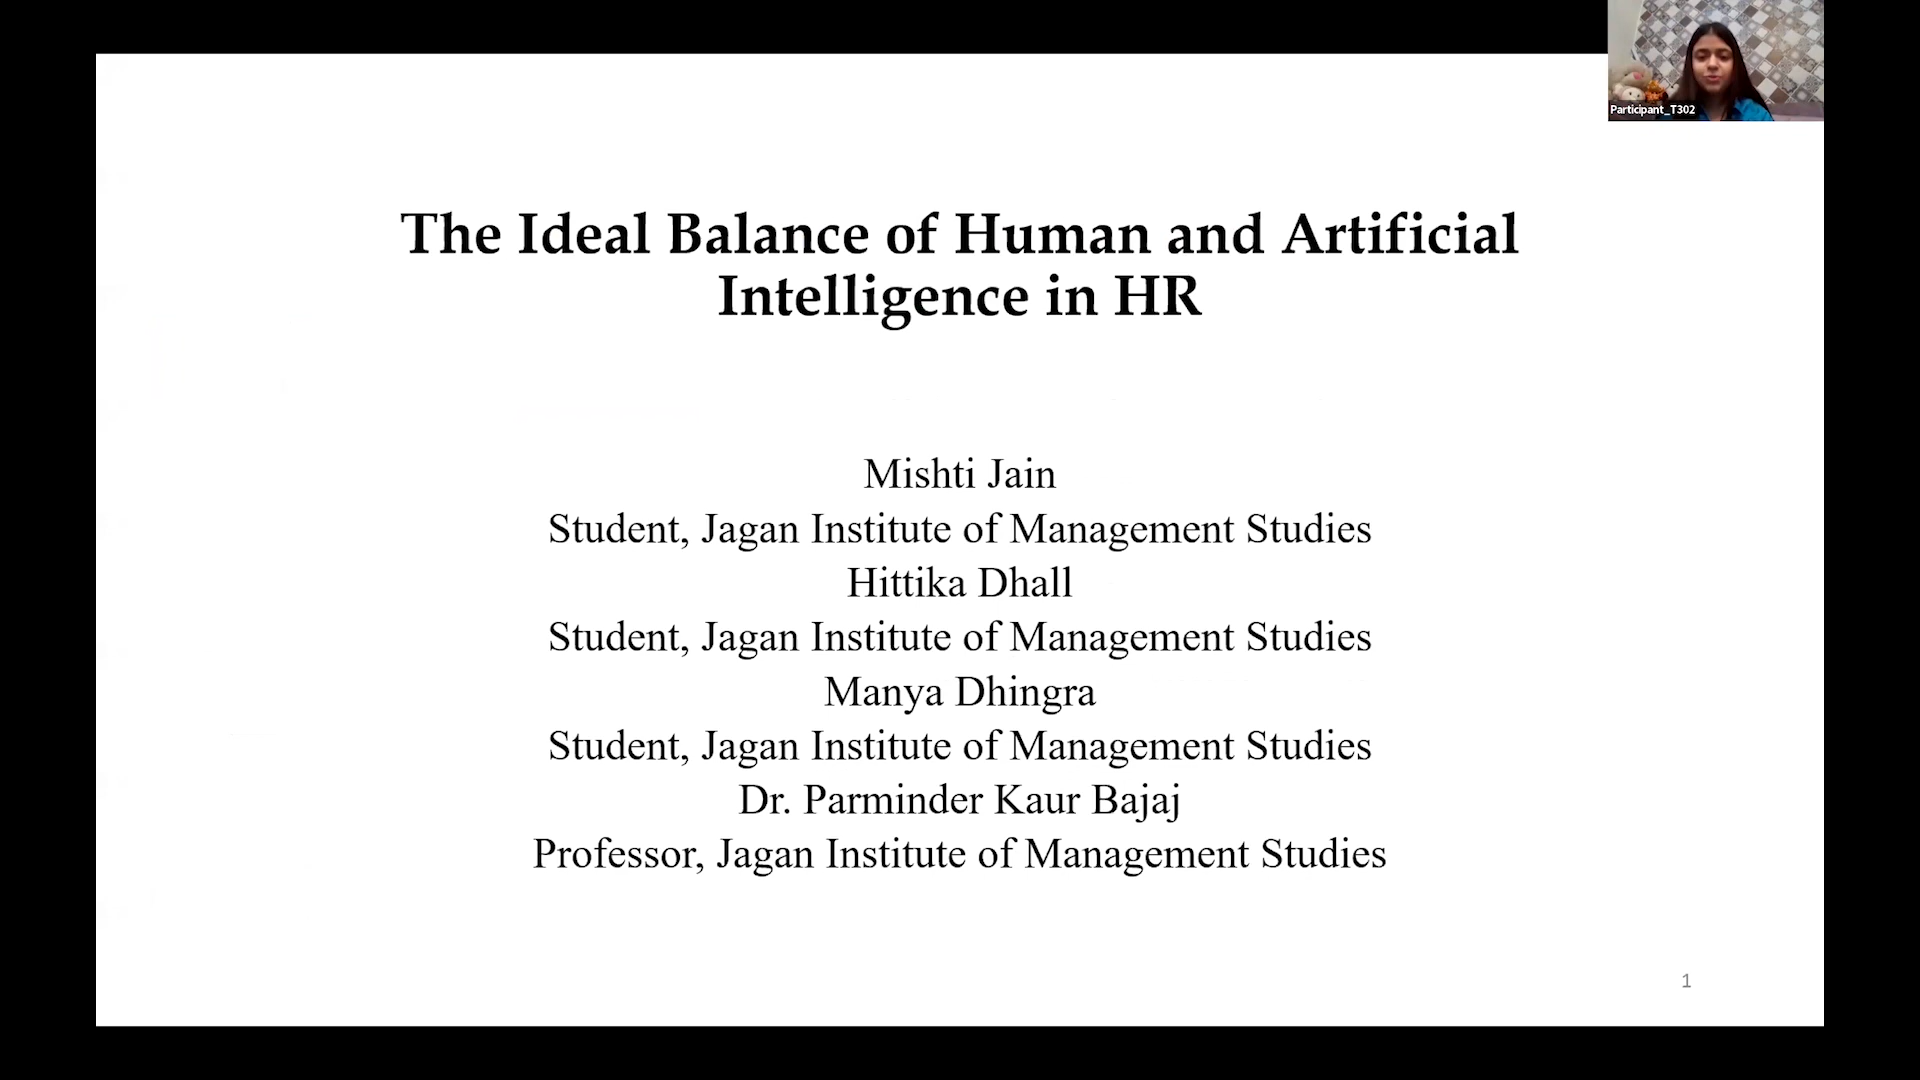 Participant_T302
The Ideal Balance of Human and Artificial
Intelligence in HR
Mishti Jain
Student, Jagan Institute of Management Studies
Hittika Dhall
Student, Jagan Institute of Management Studies
Manya Dhingra
Student, Jagan Institute of Management Studies
Dr. Parminder Kaur Bajaj
Professor, Jagan Institute of Management Studies
1